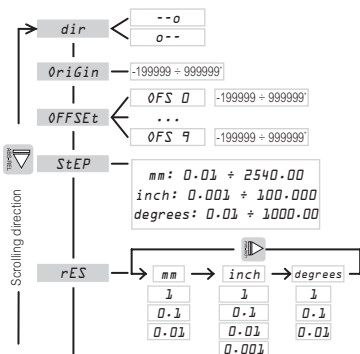 dir
--o
o--
OriGin
-199999 ÷ 999999*
OFFSEt
OFS 0
-199999 ÷ 999999*
...
OFS 9
-199999 ÷ 999999*
ABS-REL
Scrolling direction
StEP
mm: 0.01 ÷ 2540.00
inch: 0.001 ÷ 100.000
degrees: 0.01 ÷ 1000.00
rES
mm inch degrees
1 1 1
0.1 0.1 0.1
0.01 0.01 0.01
0.001